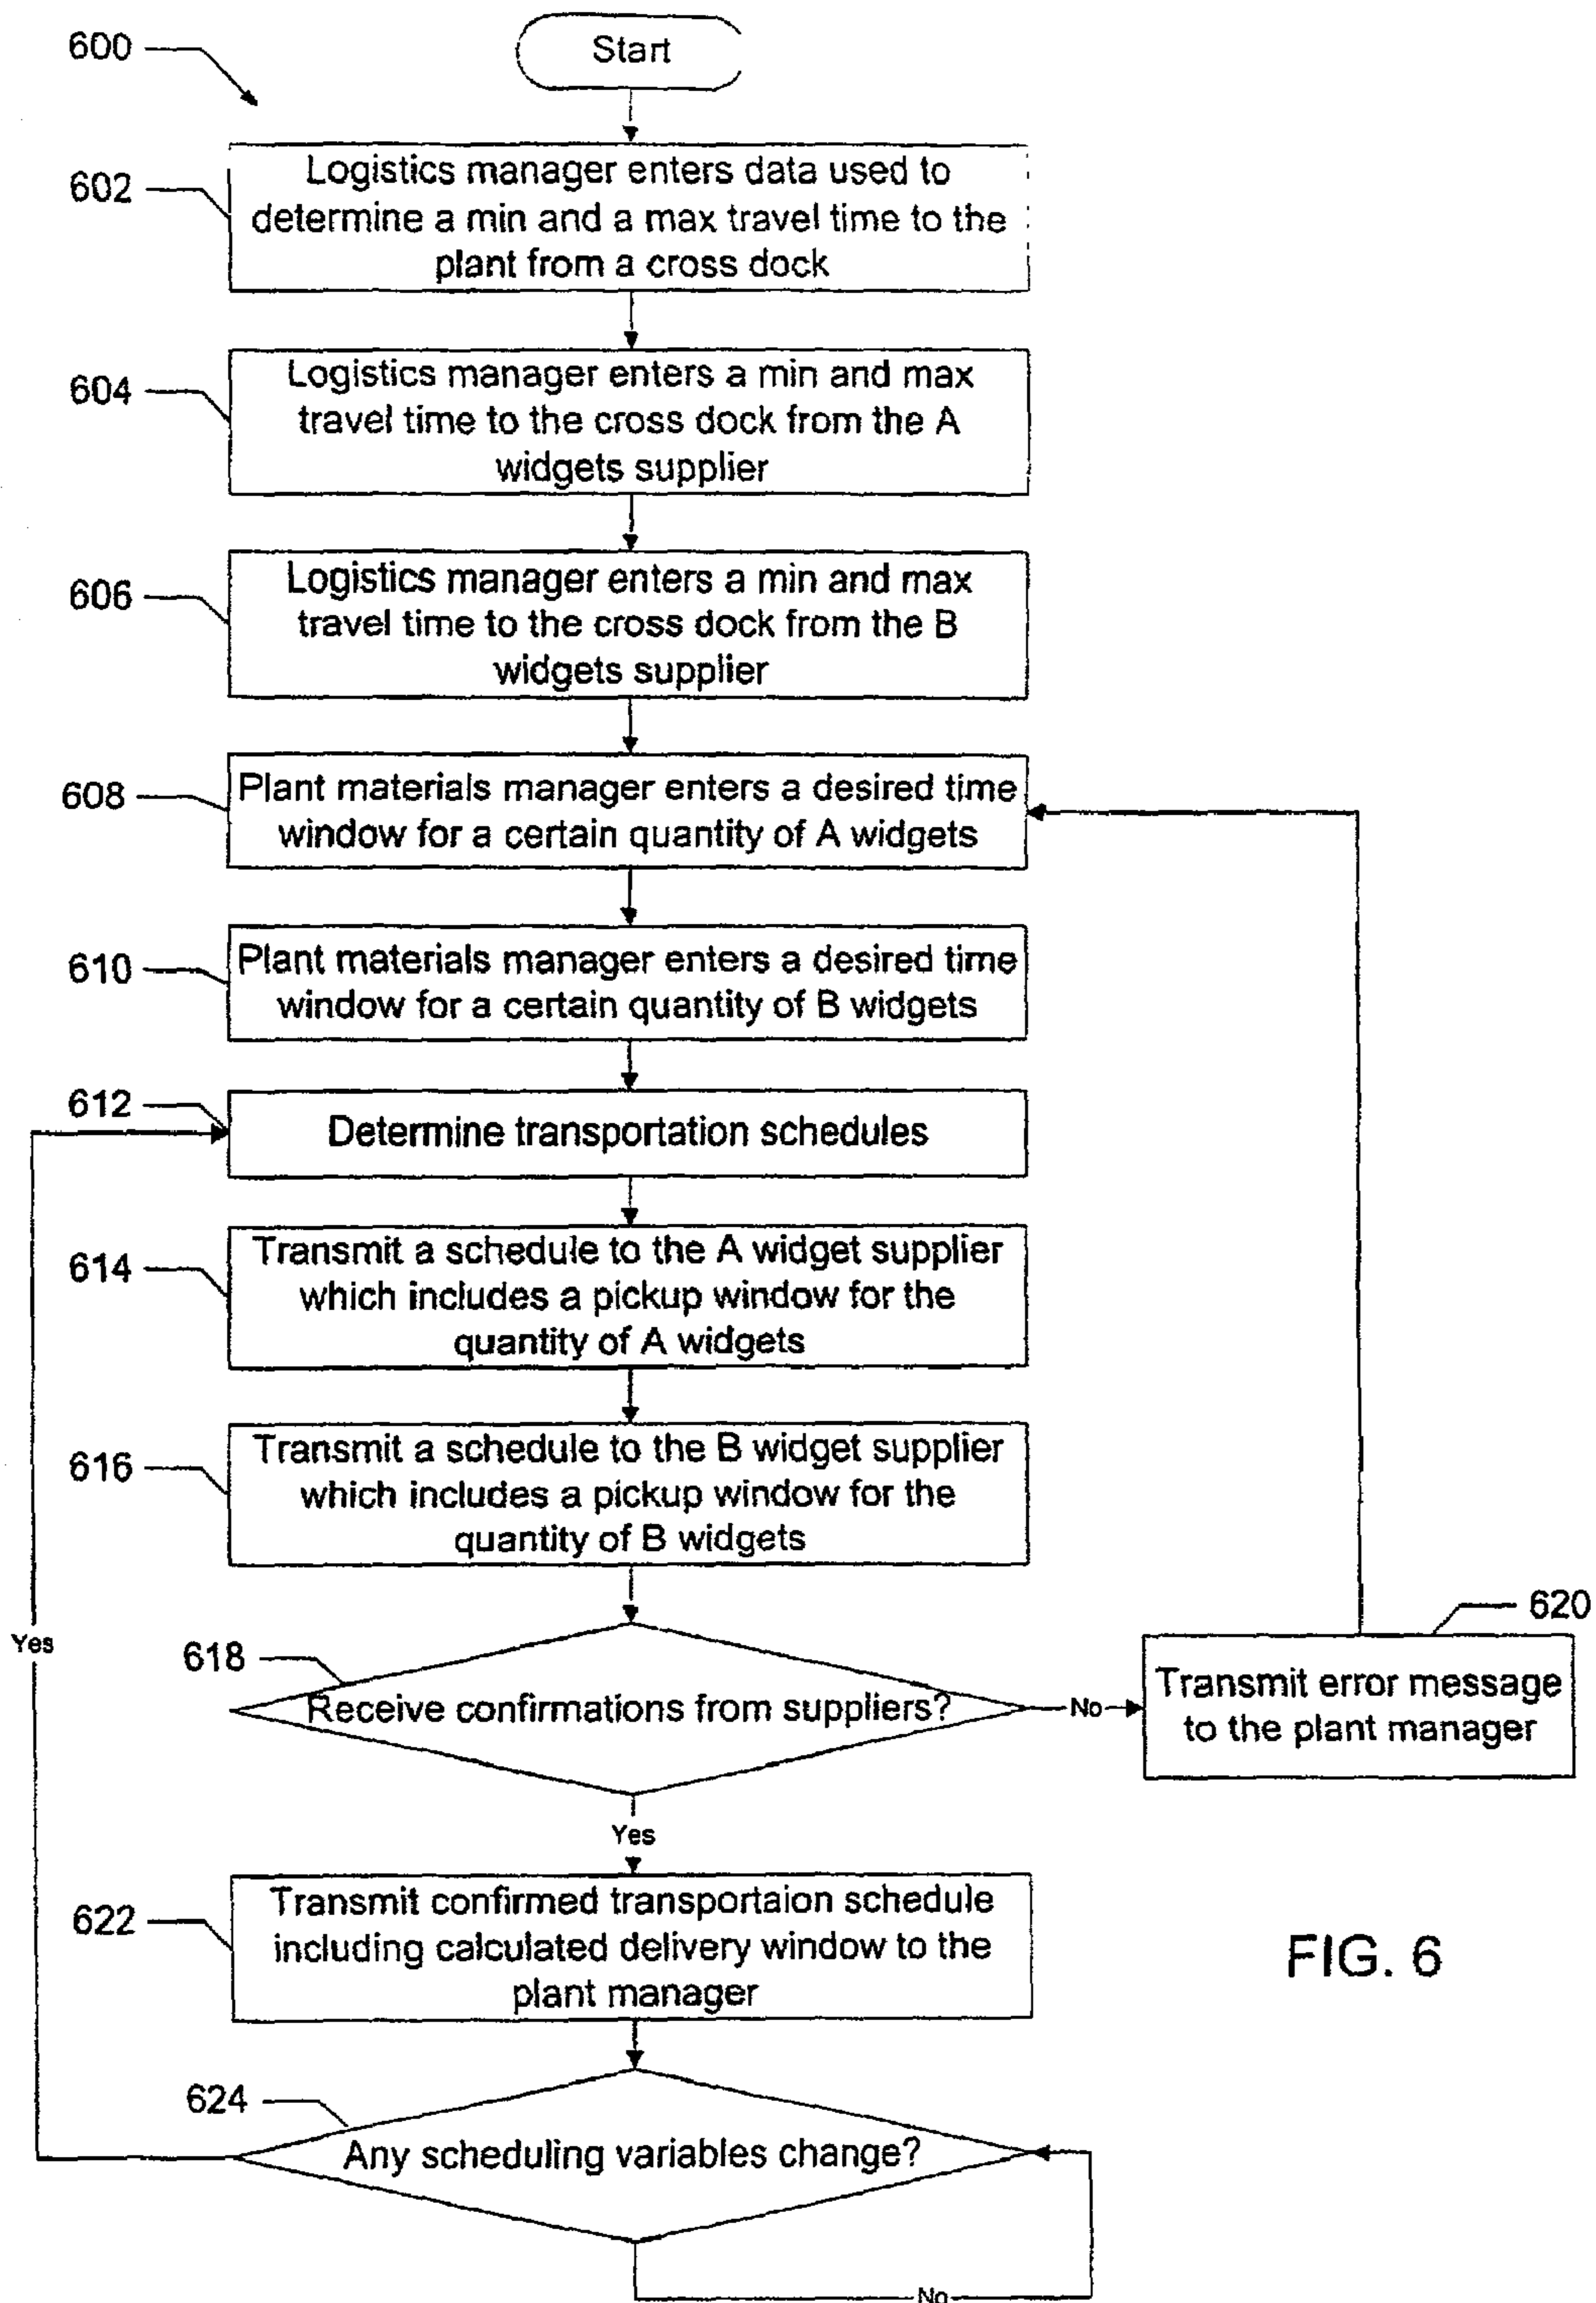 600
Start
602
Logistics manager enters data used to
determine a min and a max travel time to the
plant from a cross dock
604
Logistics manager enters a min and max
travel time to the cross dock from the A
widgets supplier
606
Logistics manager enters a min and max
travel time to the cross dock from the B
widgets supplier
608
Plant materials manager enters a desired time
window for a certain quantity of A widgets
610
Plant materials manager enters a desired time
window for a certain quantity of B widgets
612
Determine transportation schedules
614
Transmit a schedule to the A widget supplier
which includes a pickup window for the
quantity of A widgets
616
Transmit a schedule to the B widget supplier
which includes a pickup window for the
quantity of B widgets
Yes
618
Receive confirmations from suppliers?
No
620
Transmit error message
to the plant manager
Yes
622
Transmit confirmed transportaion schedule
including calculated delivery window to the
plant manager
FIG. 6
624
Any scheduling variables change?
No